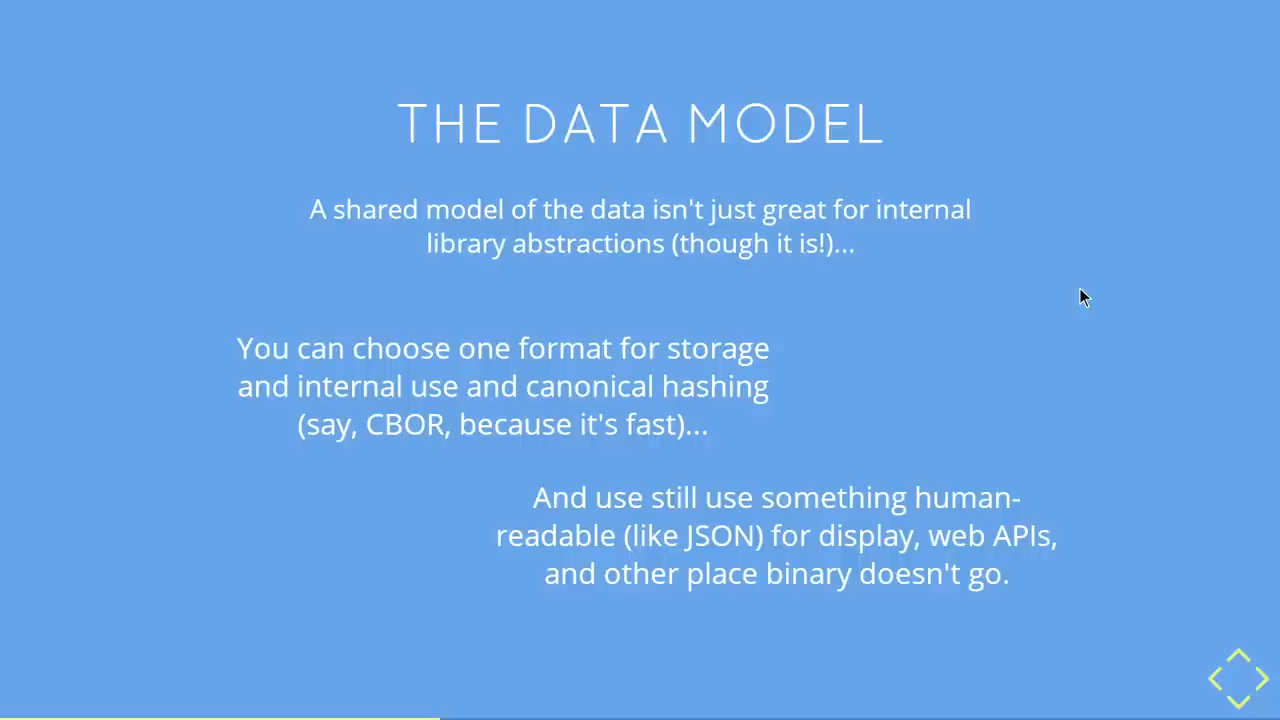 THE DATA MODEL
A shared model of the data isn't just great for internal
library abstractions (though it is!)...
You can choose one format for storage
and internal use and canonical hashing
(say, CBOR, because it's fast)...
And use still use something human-
readable (like JSON) for display, web APIs,
and other place binary doesn't go.